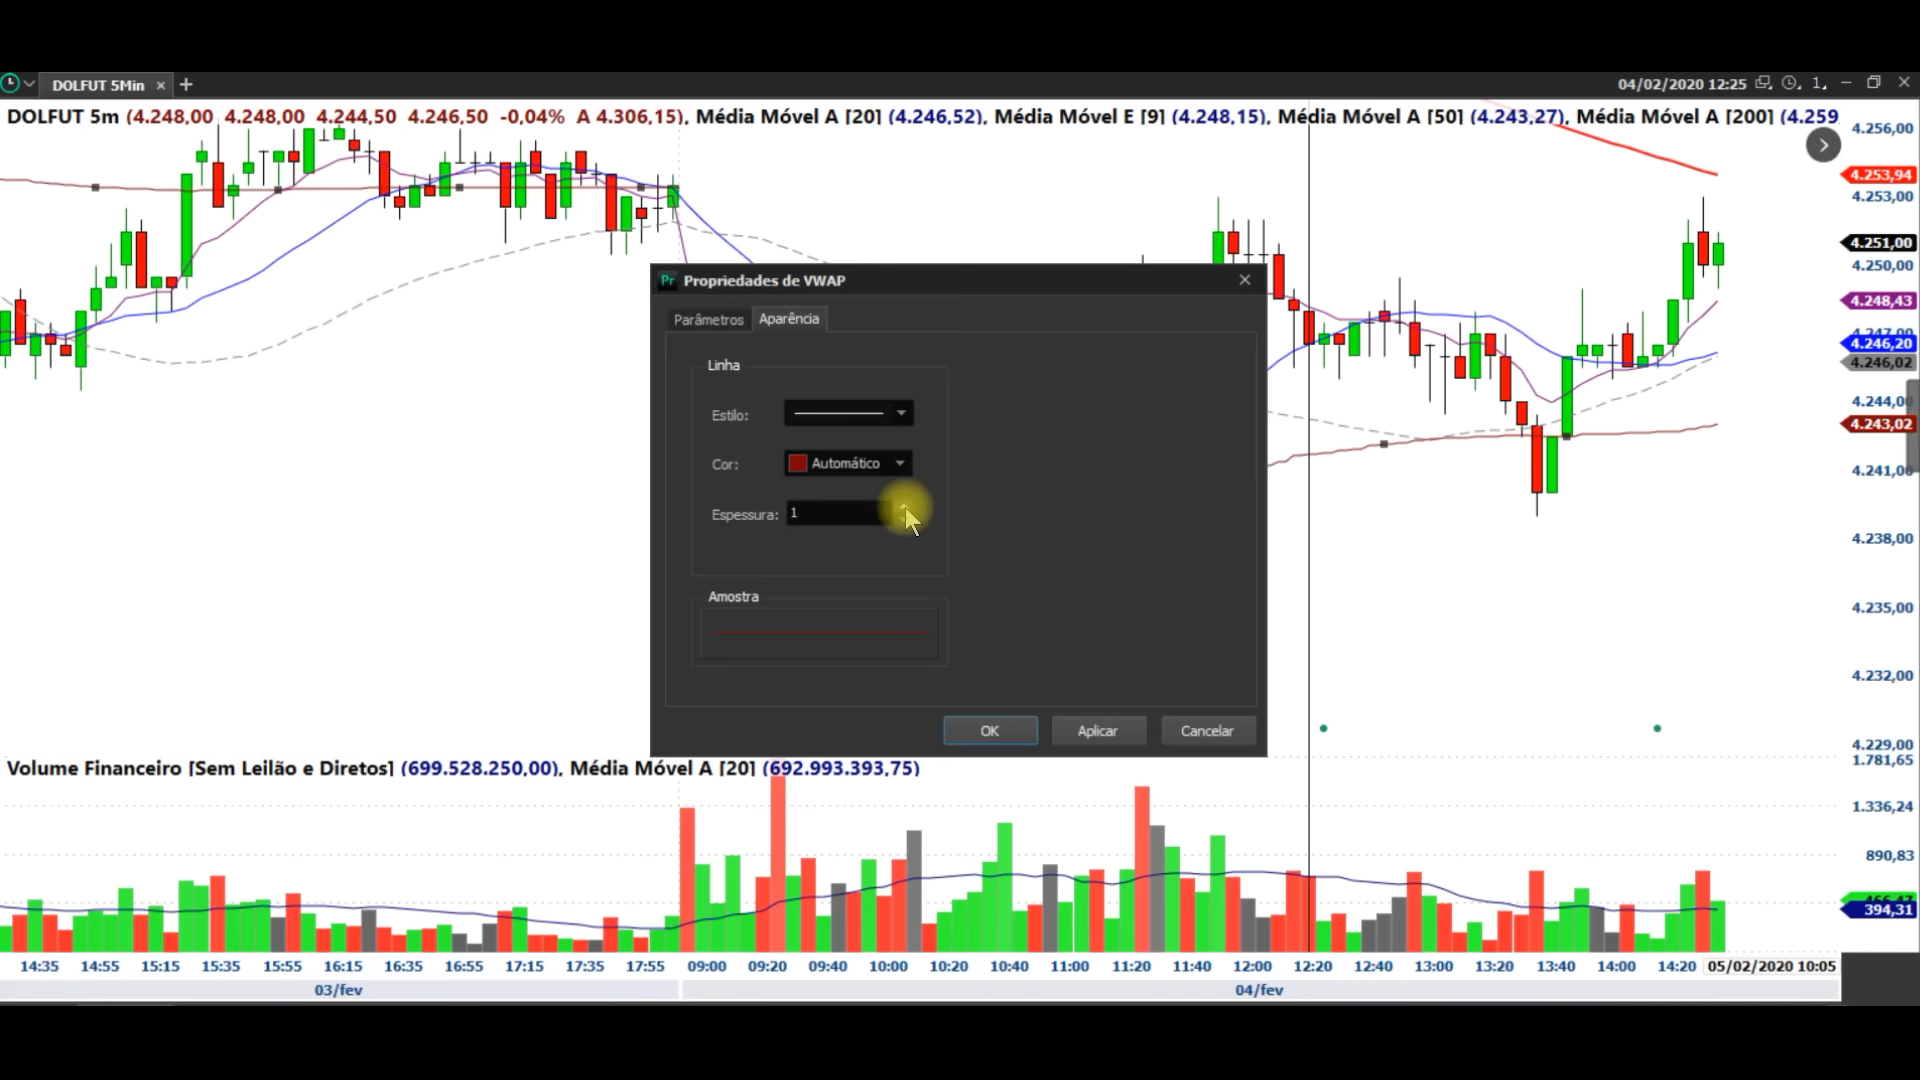 DOLFUT 5Min × +
04/02/2020 12:25 1
DOLFUT 5m (4.248,00 4.248,00 4.244,50 4.246,50 -0,04% A 4.306,15), Média Móvel A [20] (4.246,52), Média Móvel E [9] (4.248,15), Média Móvel A [50] (4.243,27), Média Móvel A [200] (4.259
4.256,00
4.253,94
4.253,00
4.251,00
4.250,00
4.248,43
4.247,00
4.246,20
4.246,02
4.244,00
4.243,02
4.241,00
4.238,00
4.235,00
4.232,00
4.229,00
Pr Propriedades de VWAP
Parâmetros Aparência
Linha
Estilo:
Cor: Automático
Espessura: 1
Amostra
OK Aplicar Cancelar
Volume Financeiro [Sem Leilão e Diretos] (699.528.250,00), Média Móvel A [20] (692.993.393,75)
1.781,65
1.336,24
890,83
394,31
14:35 14:55 15:15 15:35 15:55 16:15 16:35 16:55 17:15 17:35 17:55 09:00 09:20 09:40 10:00 10:20 10:40 11:00 11:20 11:40 12:00 12:20 12:40 13:00 13:20 13:40 14:00 14:20 05/02/2020 10:05
03/fev 04/fev